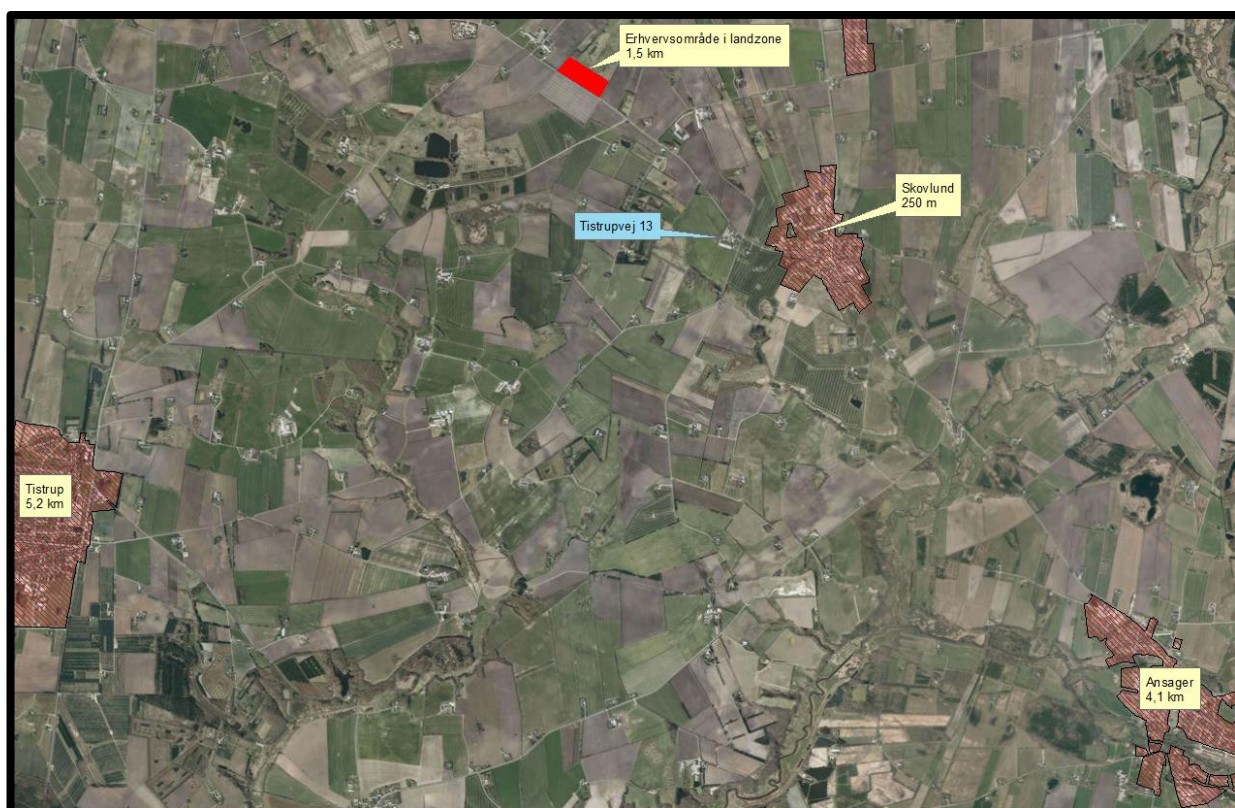 Erhvervsområde i landzone
1,5 km
Skovlund
250 m
Tistrupvej 13
Tistrup
5,2 km
Ansager
4,1 km